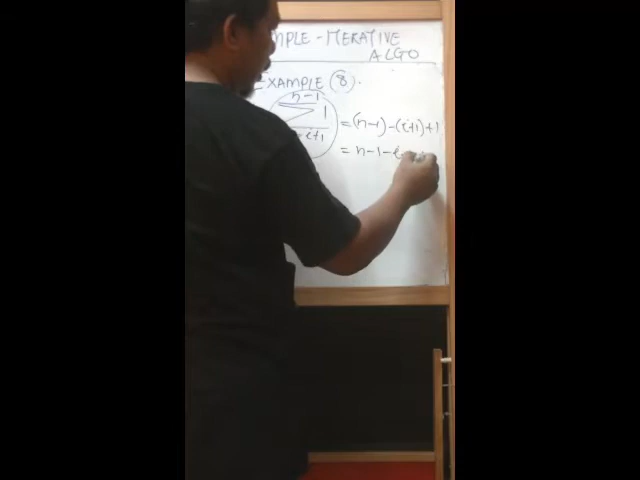 MPLE - ITERATIVE
ALGO
EXAMPLE (8).
n-1
∑ 1 = (n-1) - (i+1) + 1
i+1
= n-1-i